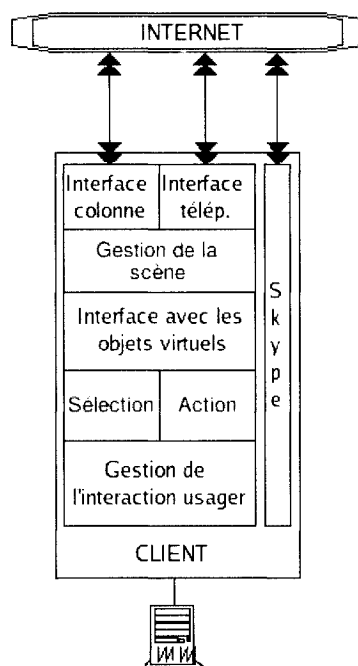 INTERNET
Interface colonne
Interface télép.
Gestion de la
scène
Interface avec les
objets virtuels
Skype
Sélection
Action
Gestion de
l'interaction usager
CLIENT